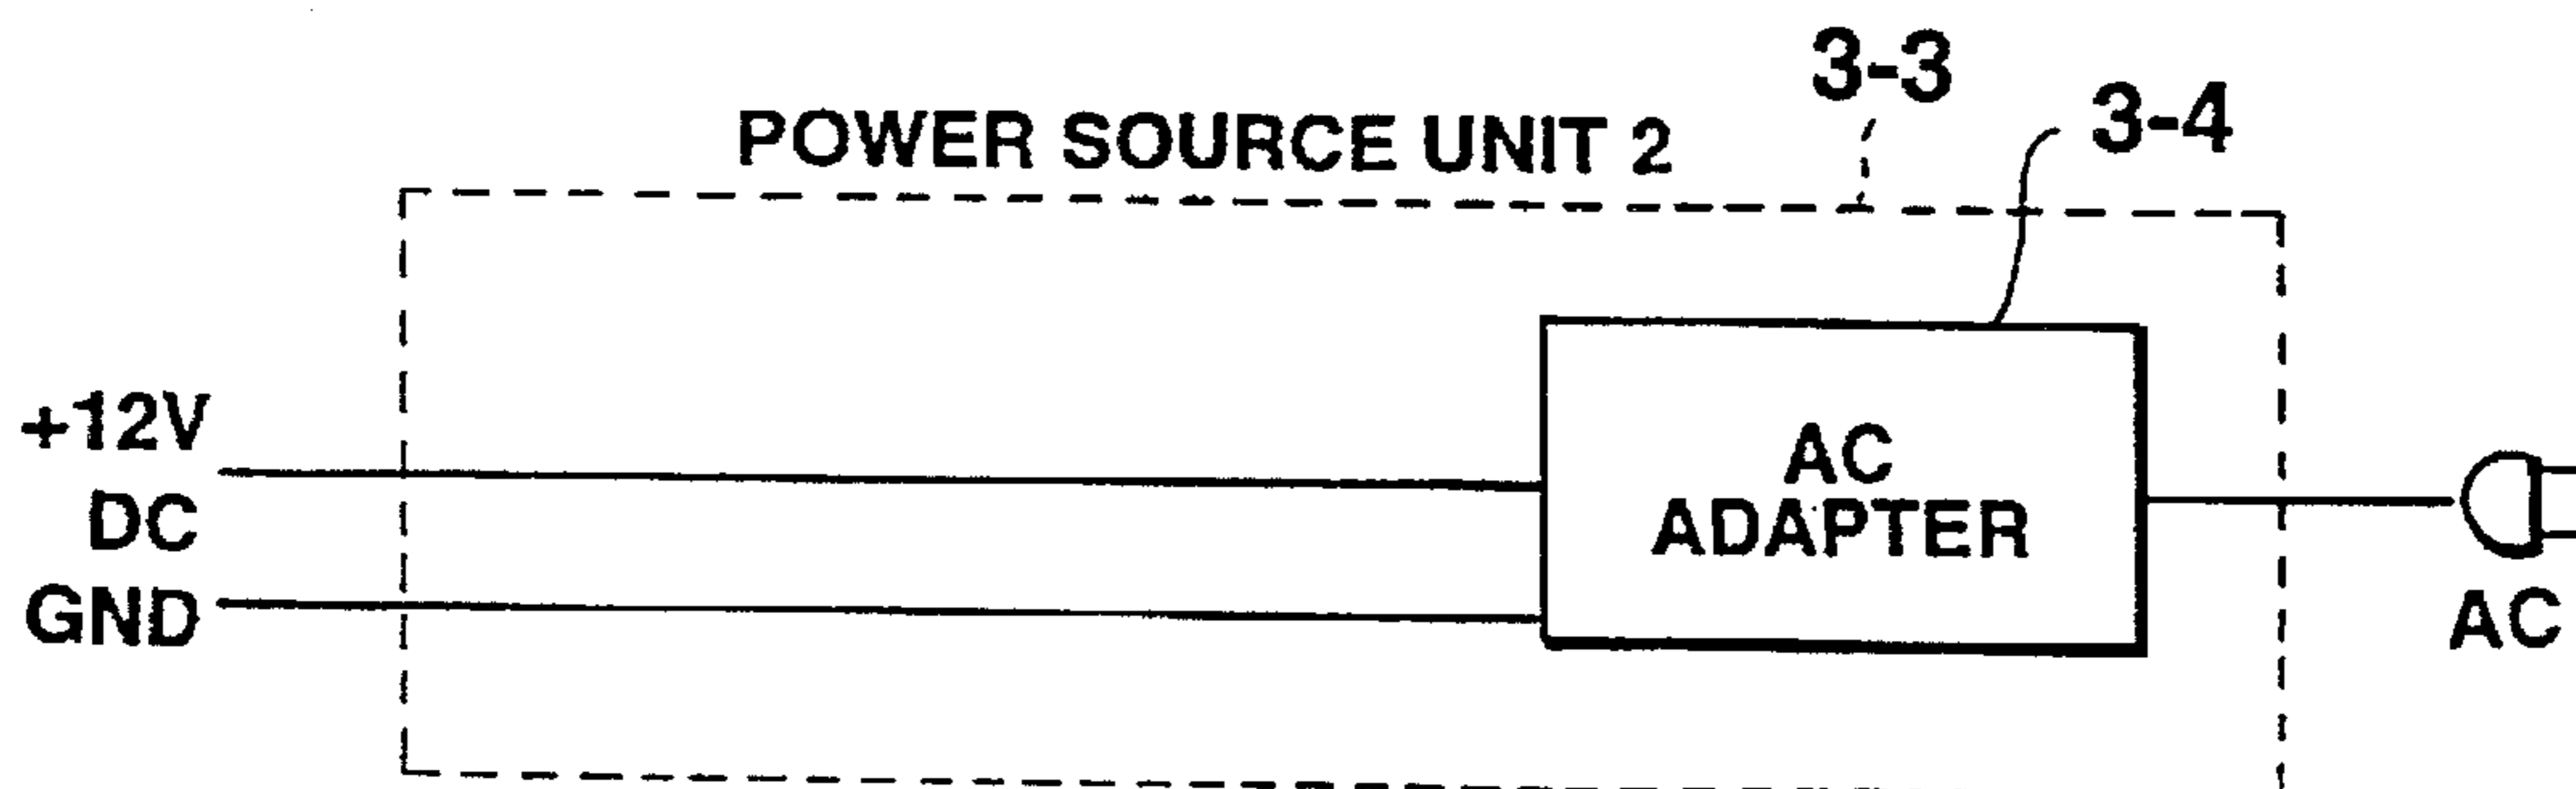 3-3
3-4
POWER SOURCE UNIT 2
+12V
DC
GND
AC
ADAPTER
AC